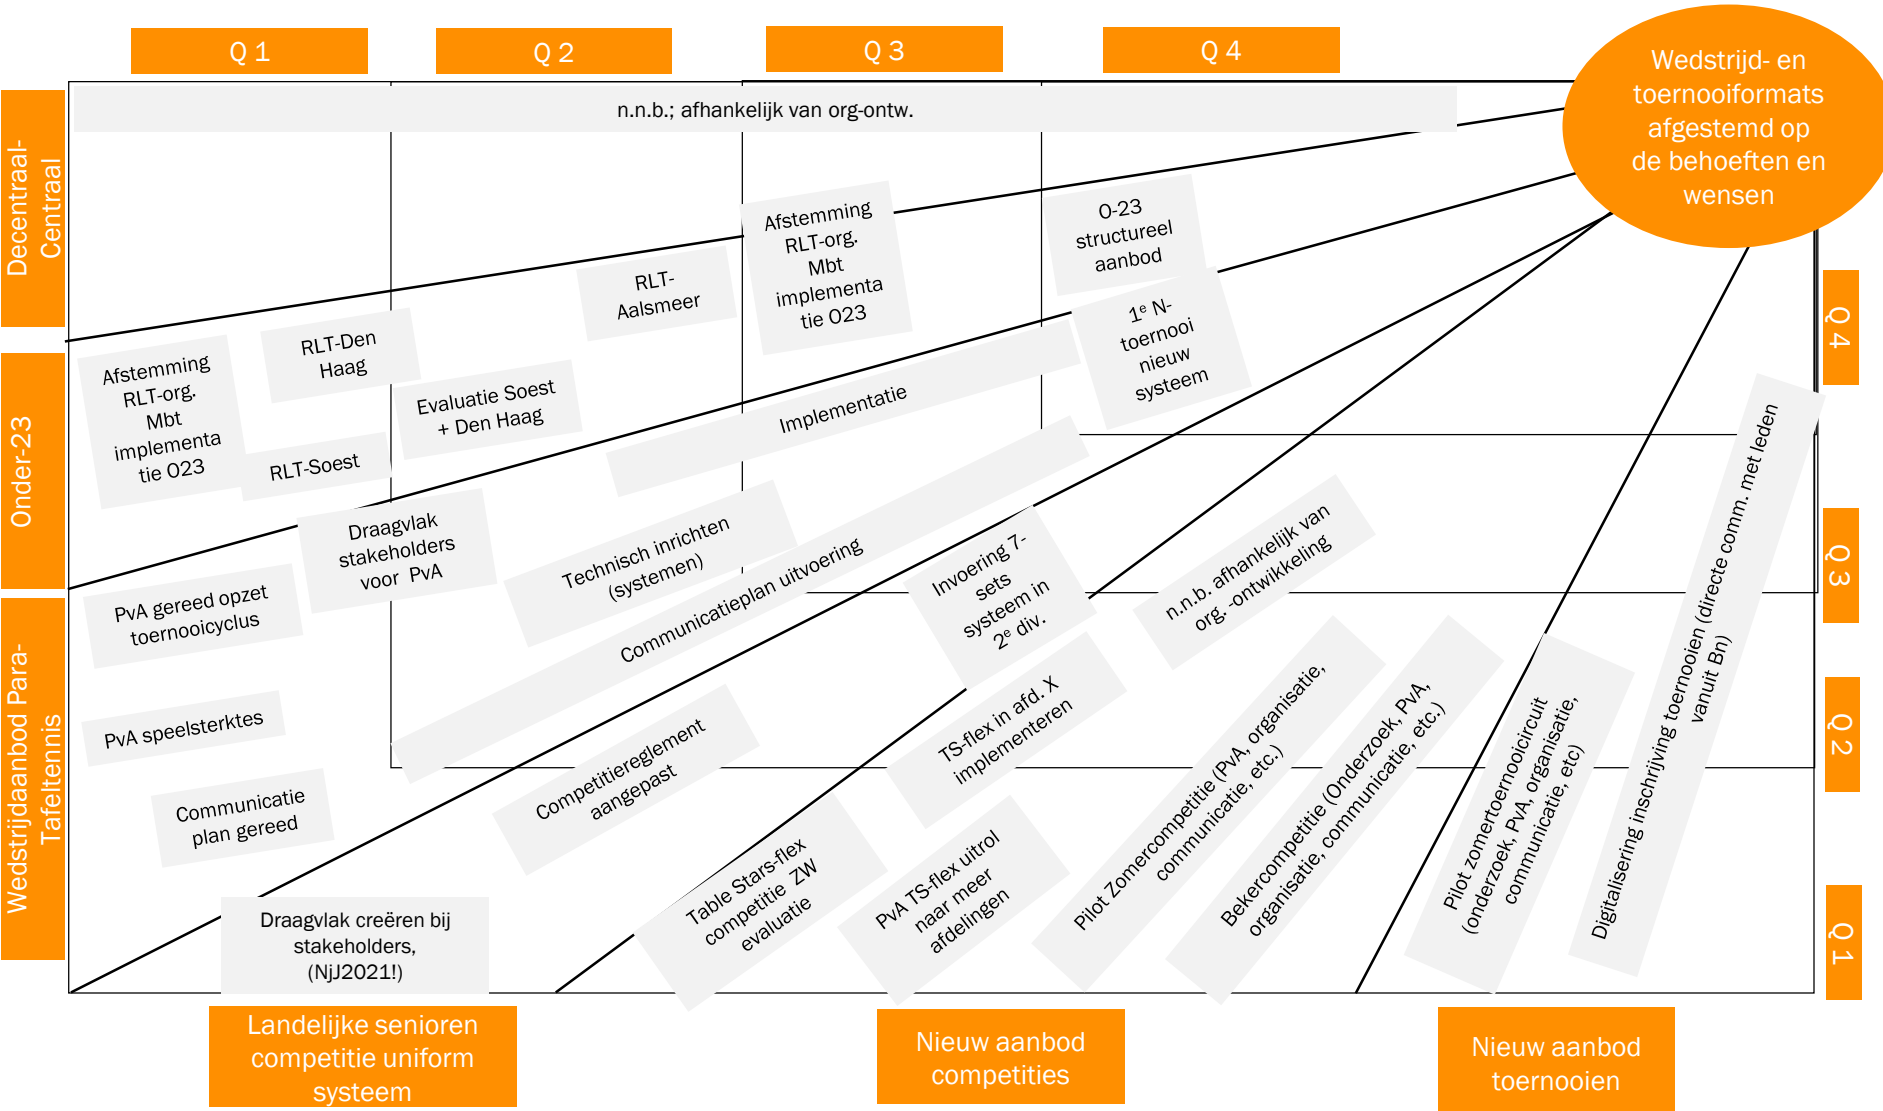 Q 1
Q 2
Q 3
Q 4
Wedstrijd- en
toernooiformats
afgestemd op
de behoeften en
wensen
Decentraal-
Centraal
n.n.b.; afhankelijk van org-ontw.
Onder-23
Afstemming
RLT-org.
Mbt
implementa
tie O23
RLT-Den
Haag
RLT-Soest
Evaluatie Soest
+ Den Haag
RLT-
Aalsmeer
Afstemming
RLT-org.
Mbt
implementa
tie O23
O-23
structureel
aanbod
Wedstrijdaanbod Para-
Tafeltennis
PvA gereed opzet
toernooicyclus
PvA speelsterktes
Communicatie
plan gereed
Draagvlak
stakeholders
voor PvA
Technisch inrichten
(systemen)
Implementatie
Communicatieplan uitvoering
1e N-
toernooi
nieuw
systeem
Draagvlak creëren bij
stakeholders,
(NjJ2021!)
Competitiereglement
aangepast
Invoering 7-
sets
systeem in
2e div.
Table Stars-flex
competitie ZW
evaluatie
PvA TS-flex uitrol
naar meer
afdelingen
TS-flex in afd. X
implementeren
n.n.b. afhankelijk van
org. -ontwikkeling
Pilot Zomercompetitie (PvA, organisatie,
communicatie, etc.)
Bekercompetitie (Onderzoek, PvA,
organisatie, communicatie, etc.)
Pilot zomertoernooicircuit
(onderzoek, PvA, organisatie,
communicatie, etc)
Digitalisering inschrijving toernooien (directe comm. met leden
vanuit Bn)
Q 4
Q 3
Q 2
Q 1
Landelijke senioren
competitie uniform
systeem
Nieuw aanbod
competities
Nieuw aanbod
toernooien